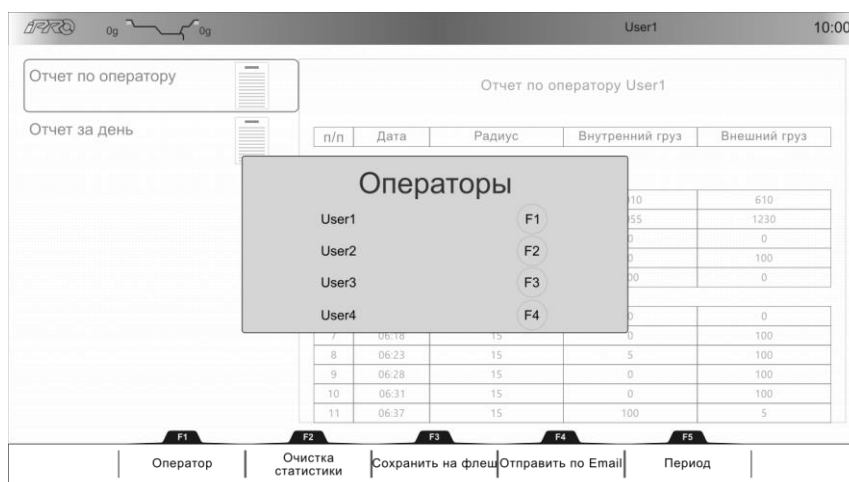 iPRO 0g 0g User1 10:00
Отчет по оператору
Отчет по оператору User1
Отчет за день
п/п Дата Радиус Внутренний груз Внешний груз
Операторы
User1 F1
User2 F2
User3 F3
User4 F4
610
1230
0
100
0
0 0
7 06:18 15 0 100
8 06:23 15 5 100
9 06:28 15 0 100
10 06:31 15 0 100
11 06:37 15 100 5
F1 F2 F3 F4 F5
Оператор
Очистка статистики
Сохранить на флеш
Отправить по Email
Период